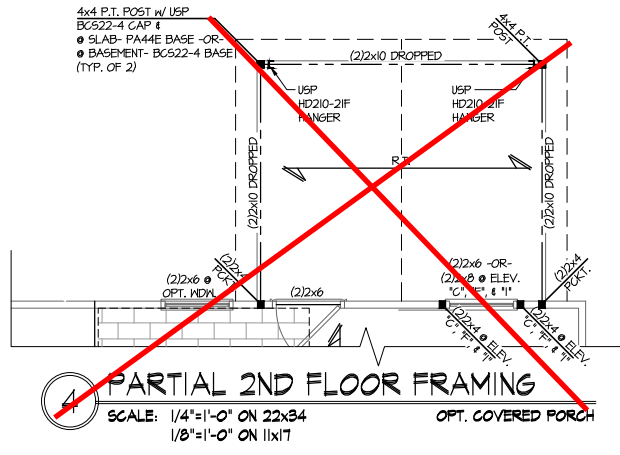 4x4 P.T. POST W/ USP
BCS22-4 CAP &
@ SLAB- PA44E BASE -OR-
@ BASEMENT- BCS22-4 BASE
(TYP. OF 2)
4x4 P.T.
POST
(2)2x10 DROPPED
USP
HD210-2IF
HANGER
USP
HD210-2IF
HANGER
(2)2x10 DROPPED
R.T.
(2)2x10 DROPPED
(2)2x4
PCKT.
(2)2x6 @
OPT. WDW.
(2)2x6
(2)2x6 -OR-
(2)2x8 @ ELEV.
"C", "F", & "I"
(2)2x4
PCKT.
(2)2x4 @ ELEV.
"C", "F", & "I"
(2)2x4 @ ELEV.
"C", "F", & "I"
4
PARTIAL 2ND FLOOR FRAMING
SCALE: 1/4"=1'-0" ON 22x34
OPT. COVERED PORCH
1/8"=1'-0" ON 11x17